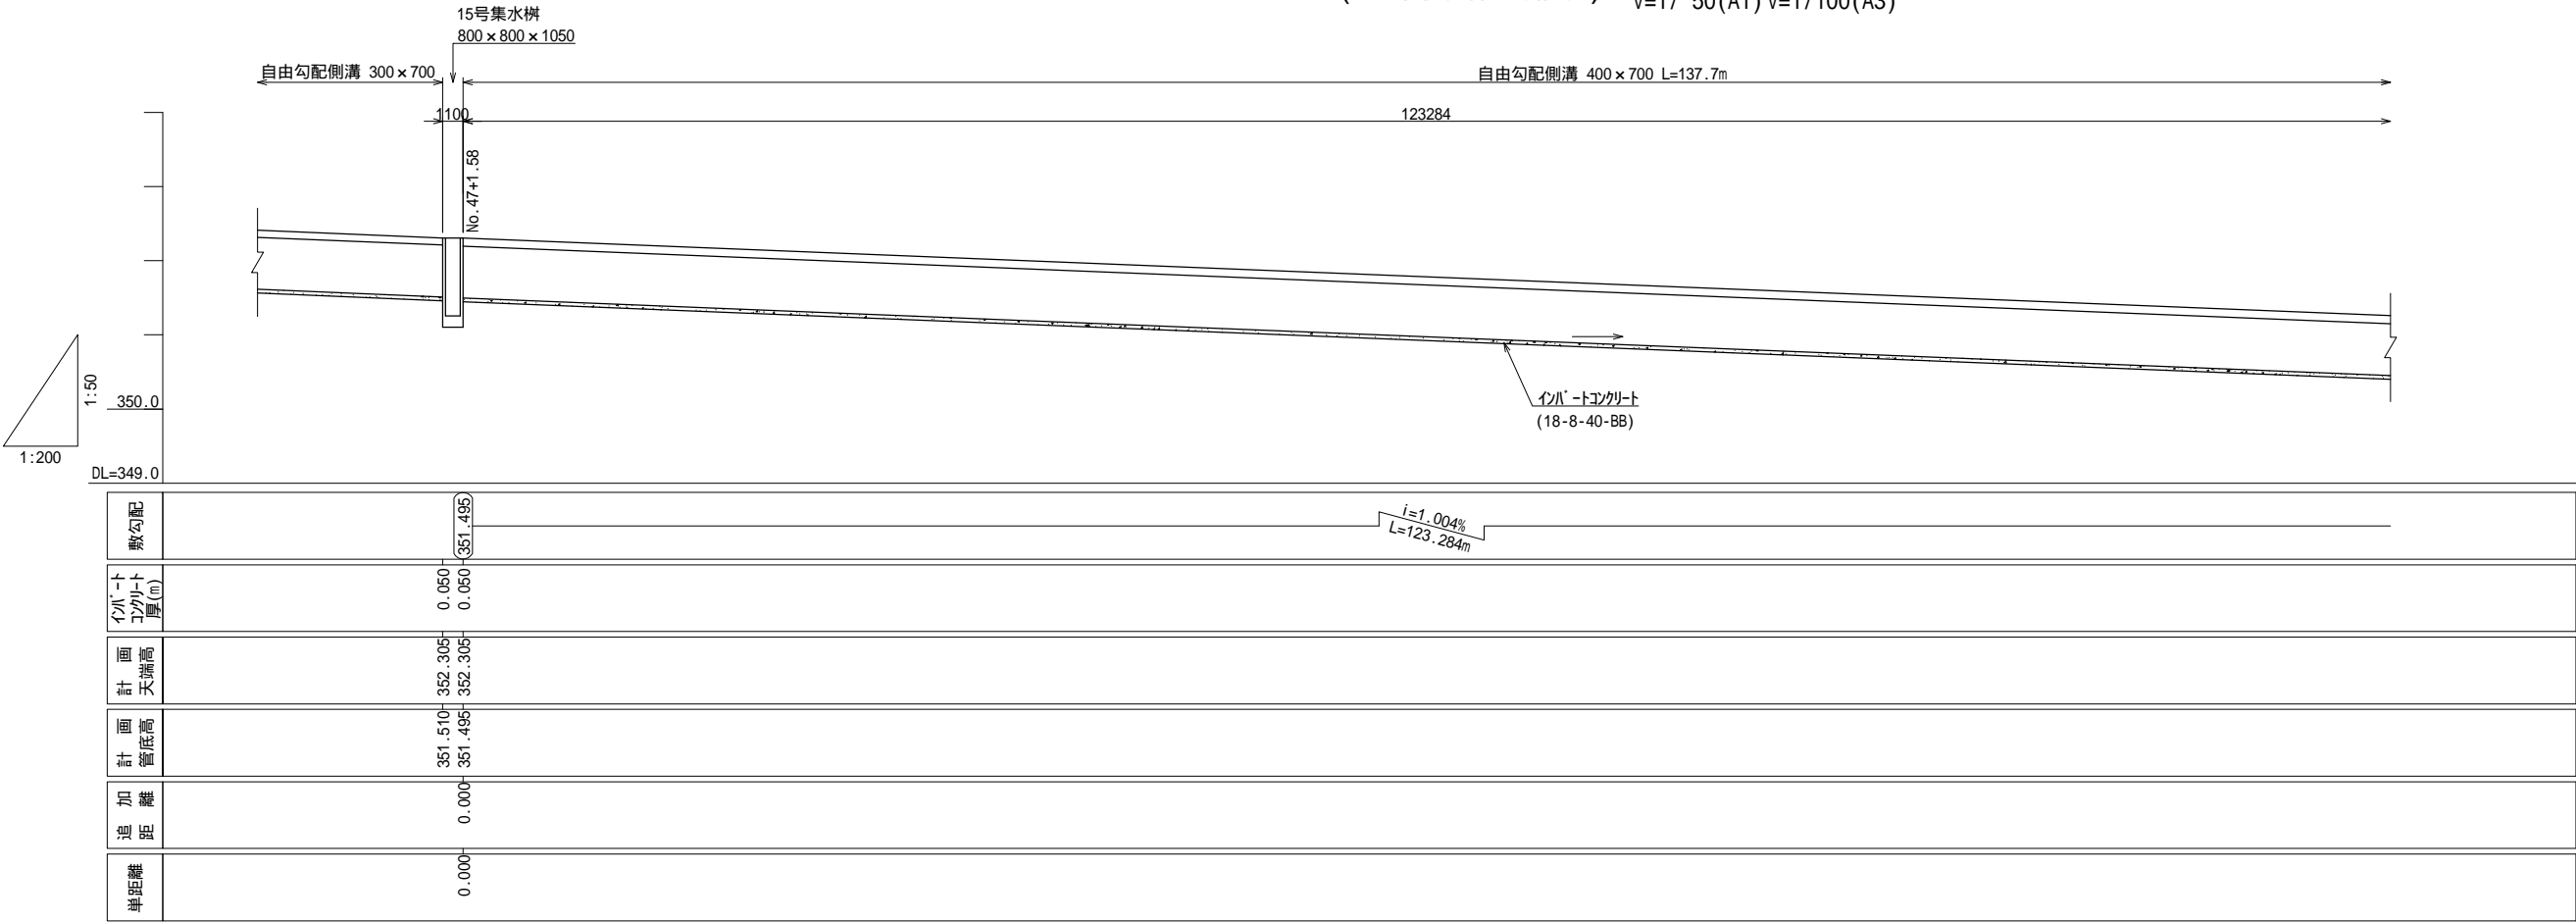 V=1/ 50(A1) V=1/100(A3)
15号集水桝
800×800×1050
自由勾配側溝 300×700
自由勾配側溝 400×700 L=137.7m
1100
123284
No.47+1.58
1:50
1:200
350.0
DL=349.0
インバートコンクリート
(18-8-40-BB)
敷勾配
351.495
i=1.004%
L=123.284m
インバート
コンクリート
厚(m)
0.050
0.050
計 画
天端高
352.305
352.305
計 画
管底高
351.510
351.495
追 加
距 離
0.000
単距離
0.000